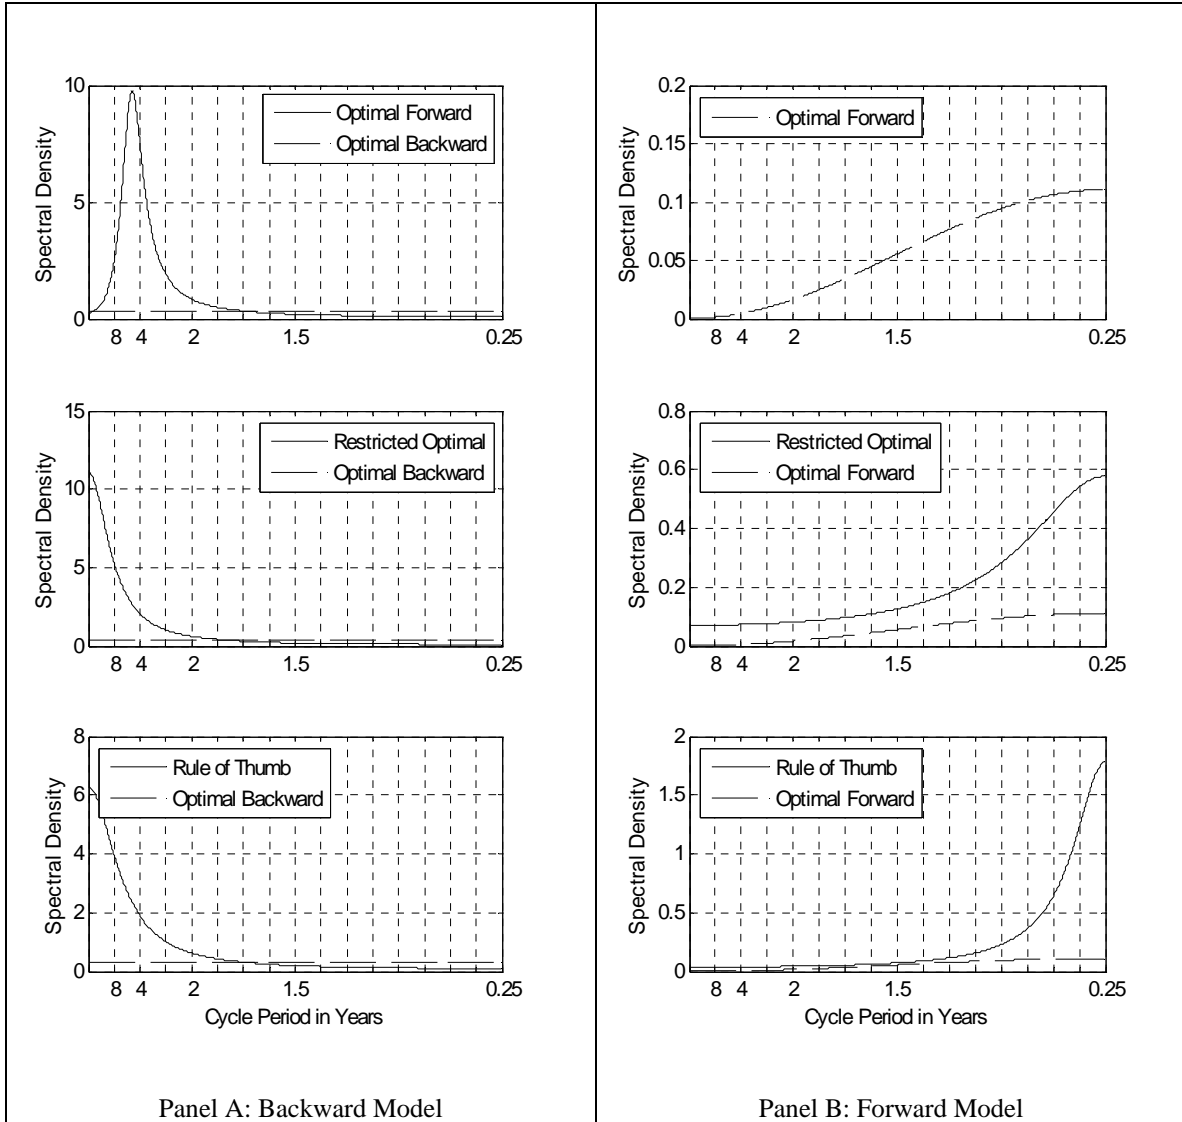 10
5
0
Spectral Density
Optimal Forward
Optimal Backward
8 4 2 1.5 0.25
15
10
5
0
Spectral Density
Restricted Optimal
Optimal Backward
8 4 2 1.5 0.25
8
6
4
2
0
Spectral Density
Rule of Thumb
Optimal Backward
8 4 2 1.5 0.25
Cycle Period in Years
Panel A: Backward Model
0.2
0.15
0.1
0.05
0
Spectral Density
Optimal Forward
8 4 2 1.5 0.25
0.8
0.6
0.4
0.2
0
Spectral Density
Restricted Optimal
Optimal Forward
8 4 2 1.5 0.25
2
1.5
1
0.5
0
Spectral Density
Rule of Thumb
Optimal Forward
8 4 2 1.5 0.25
Cycle Period in Years
Panel B: Forward Model